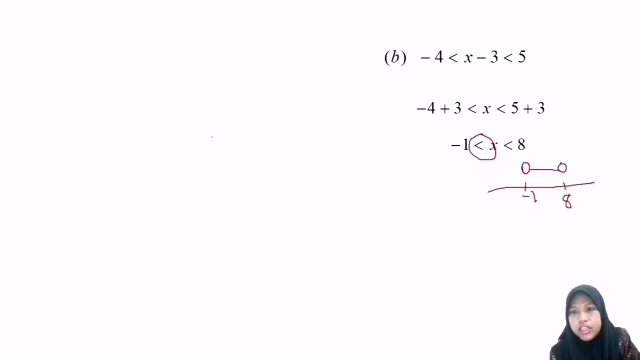 (b) − 4 < x − 3 < 5
−4 + 3 < x < 5 + 3
−1 < x < 8
−1 8